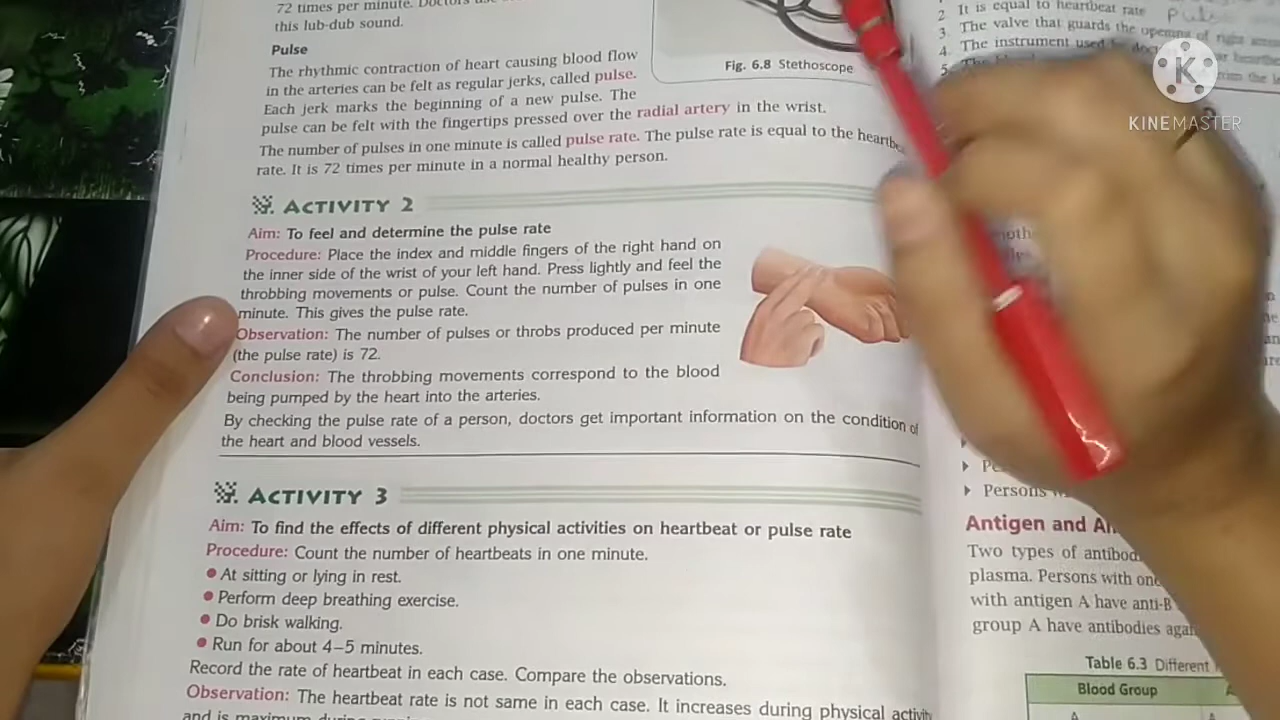 72 times per minute. Doctors use
this lub-dub sound.
Pulse
The rhythmic contraction of heart causing blood flow
in the arteries can be felt as regular jerks, called pulse.
Each jerk marks the beginning of a new pulse. The
pulse can be felt with the fingertips pressed over the radial artery in the wrist.
The number of pulses in one minute is called pulse rate. The pulse rate is equal to the
rate. It is 72 times per minute in a normal healthy person.
Fig. 6.8 Stethoscope
ACTIVITY 2
Aim: To feel and determine the pulse rate
Procedure: Place the index and middle fingers of the right hand on
the inner side of the wrist of your left hand. Press lightly and feel the
throbbing movements or pulse. Count the number of pulses in one
minute. This gives the pulse rate.
Observation: The number of pulses or throbs produced per minute
(the pulse rate) is 72.
Conclusion: The throbbing movements correspond to the blood
being pumped by the heart into the arteries.
By checking the pulse rate of a person, doctors get important information on the condition of
the heart and blood vessels.
ACTIVITY 3
Aim: To find the effects of different physical activities on heartbeat or pulse rate
Procedure: Count the number of heartbeats in one minute.
• At sitting or lying in rest.
• Perform deep breathing exercise.
• Do brisk walking.
• Run for about 4–5 minutes.
Record the rate of heartbeat in each case. Compare the observations.
Observation: The heartbeat rate is not same in each case. It increases during physical activity
and is maximum during
2. It is equal to heartbeat rate
3. The valve that guards the opening of right
4. The instrument used
5. The
K
KINEMASTER
Persons
Antigen and
Two types of
plasma. Persons with one
with antigen A have anti-B
group A have antibodies
Table 6.3 Different
Blood Group
A